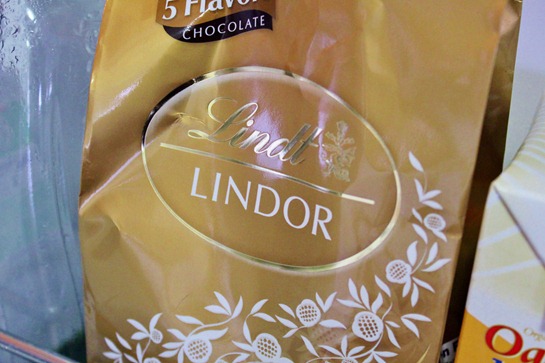 5 Flavor
CHOCOLATE
Lindt
LINDOR